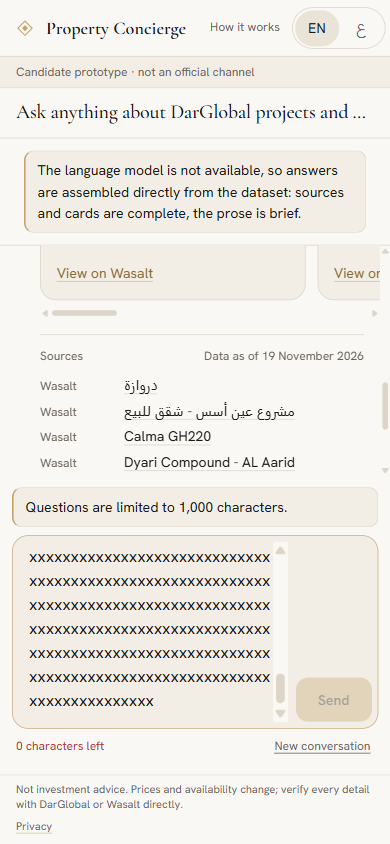 Property Concierge
How it works
EN
ع
Candidate prototype · not an official channel
Ask anything about DarGlobal projects and ...
The language model is not available, so answers
are assembled directly from the dataset: sources
and cards are complete, the prose is brief.
View on Wasalt
View or
Sources
Data as of 19 November 2026
Wasalt دروازة
Wasalt مشروع عين أسس - شقق للبيع
Wasalt Calma GH220
Wasalt Dyari Compound - AL Aarid
Questions are limited to 1,000 characters.
xxxxxxxxxxxxxxxxxxxxxxxxxxxxx
xxxxxxxxxxxxxxxxxxxxxxxxxxxxx
xxxxxxxxxxxxxxxxxxxxxxxxxxxxx
xxxxxxxxxxxxxxxxxxxxxxxxxxxxx
xxxxxxxxxxxxxxxxxxxxxxxxxxxxx
xxxxxxxxxxxxxxxxxxxxxxxxxxxxx
xxxxxxxxxxxxxxx
Send
0 characters left
New conversation
Not investment advice. Prices and availability change; verify every detail
with DarGlobal or Wasalt directly.
Privacy